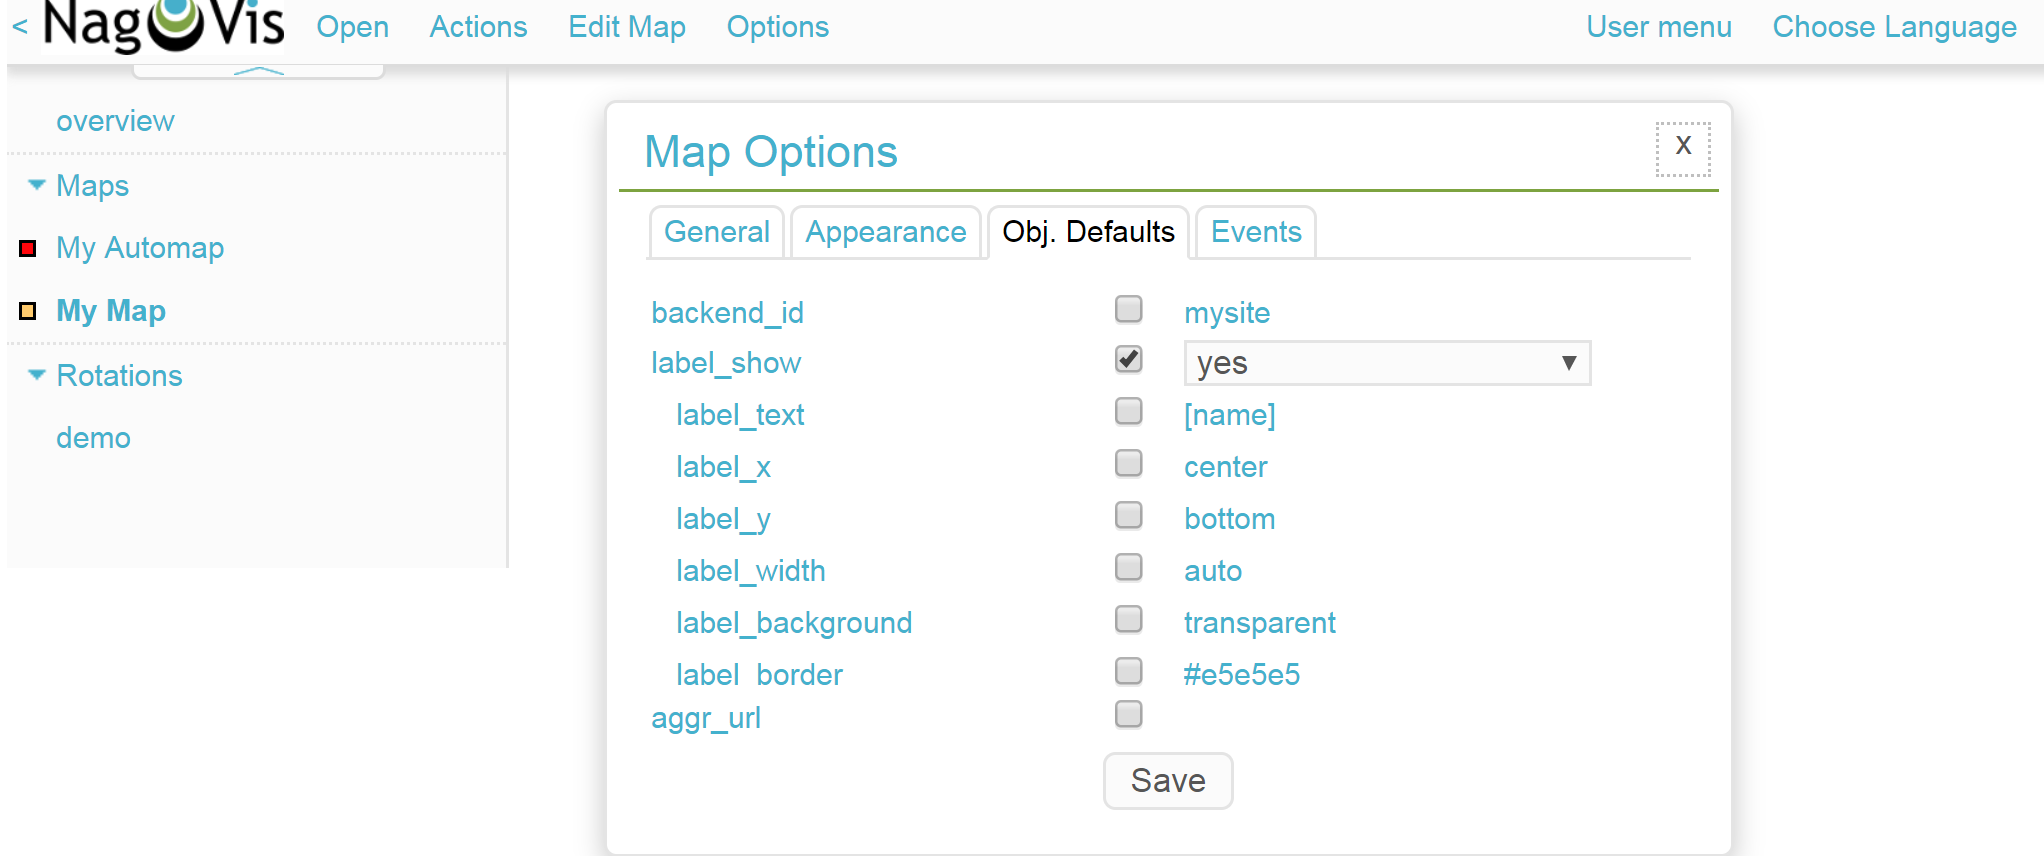 < NagVis Open Actions Edit Map Options User menu Choose Language
overview
Maps
My Automap
My Map
Rotations
demo
Map Options x
General Appearance Obj. Defaults Events
backend_id mysite
label_show yes
label_text [name]
label_x center
label_y bottom
label_width auto
label_background transparent
label_border #e5e5e5
aggr_url
Save